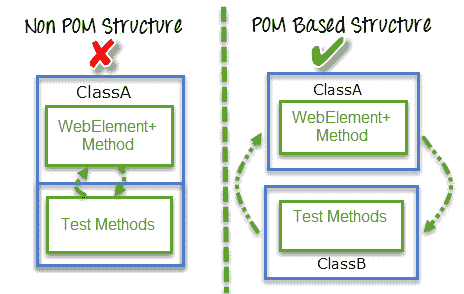 Non POM Structure
ClassA
WebElement+
Method
Test Methods
POM Based Structure
ClassA
WebElement+
Method
Test Methods
ClassB